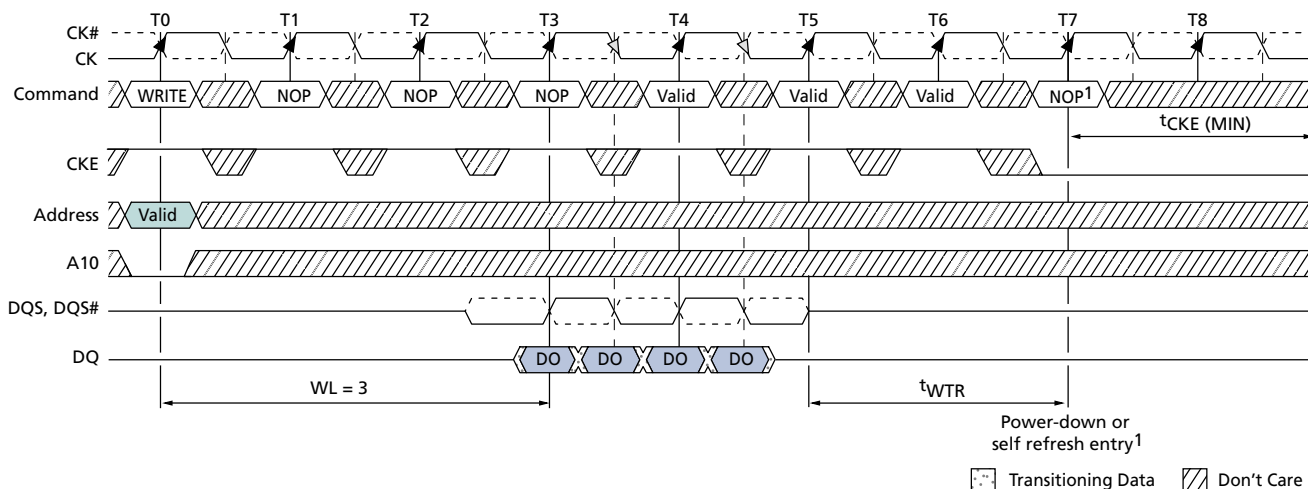 T0 T1 T2 T3 T4 T5 T6 T7 T8
CK#
CK
Command WRITE NOP NOP NOP Valid Valid Valid NOP1
tCKE (MIN)
CKE
Address Valid
A10
DQS, DQS#
DQ DO DO DO DO
WL = 3 tWTR
Power-down or
self refresh entry1
Transitioning Data Don't Care